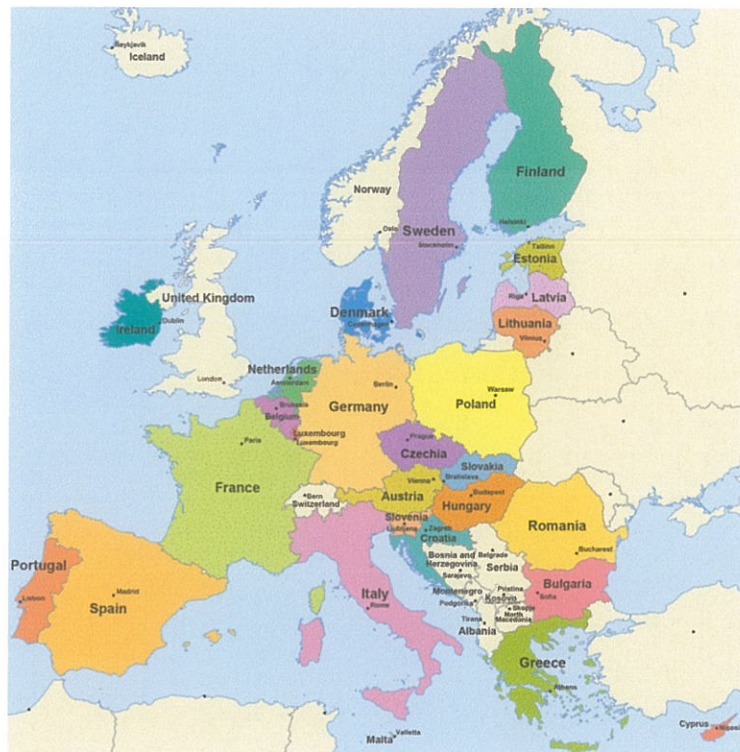 Reykjavik
Iceland
Finland
Norway
Helsinki
Oslo
Sweden
Stockholm
Tallinn
Estonia
United Kingdom
Riga
Latvia
Ireland
Dublin
Denmark
Copenhagen
Lithuania
Vilnius
Netherlands
Amsterdam
London
Berlin
Warsaw
Brussels
Belgium
Germany
Poland
Luxembourg
Luxembourg
Paris
Prague
Czechia
Slovakia
Bratislava
Vienna
France
Bern
Switzerland
Austria
Budapest
Hungary
Slovenia
Ljubljana
Zagreb
Croatia
Romania
Bucharest
Bosnia and
Herzegovina
Sarajevo
Belgrade
Serbia
Portugal
Lisbon
Madrid
Spain
Italy
Rome
Montenegro
Podgorica
Pristina
Kosovo
Bulgaria
Sofia
Skopje
North
Macedonia
Tirana
Albania
Greece
Athens
Cyprus
Malta
Valletta